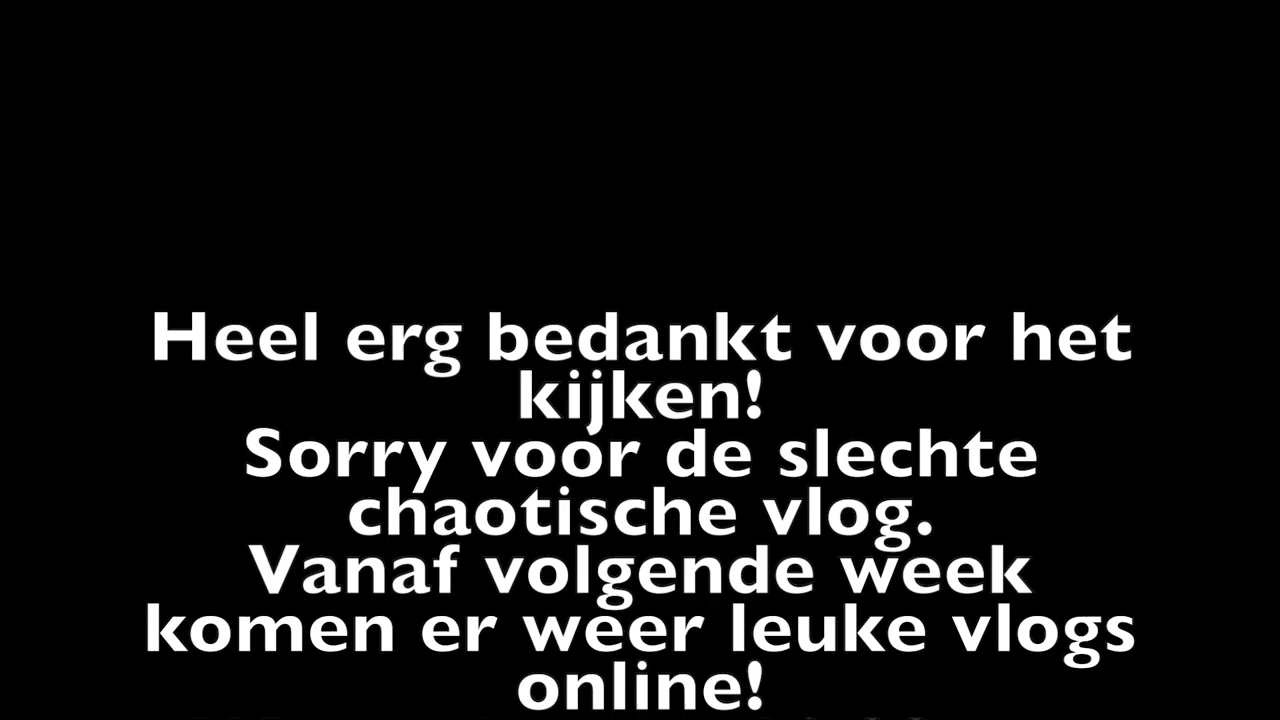 Heel erg bedankt voor het
kijken!
Sorry voor de slechte
chaotische vlog.
Vanaf volgende week
komen er weer leuke vlogs
online!